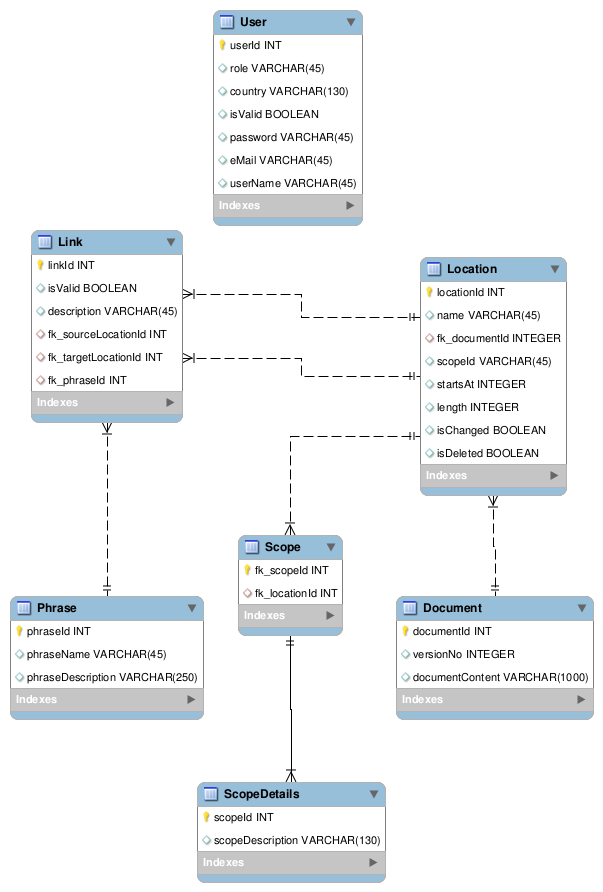 User
userId INT
role VARCHAR(45)
country VARCHAR(130)
isValid BOOLEAN
password VARCHAR(45)
eMail VARCHAR(45)
userName VARCHAR(45)
Indexes
Link
linkId INT
isValid BOOLEAN
description VARCHAR(45)
fk_sourceLocationId INT
fk_targetLocationId INT
fk_phraseId INT
Indexes
Location
locationId INT
name VARCHAR(45)
fk_documentId INTEGER
scopeId VARCHAR(45)
startsAt INTEGER
length INTEGER
isChanged BOOLEAN
isDeleted BOOLEAN
Indexes
Scope
fk_scopeId INT
fk_locationId INT
Indexes
Phrase
phraseId INT
phraseName VARCHAR(45)
phraseDescription VARCHAR(250)
Indexes
Document
documentId INT
versionNo INTEGER
documentContent VARCHAR(1000)
Indexes
ScopeDetails
scopeId INT
scopeDescription VARCHAR(130)
Indexes